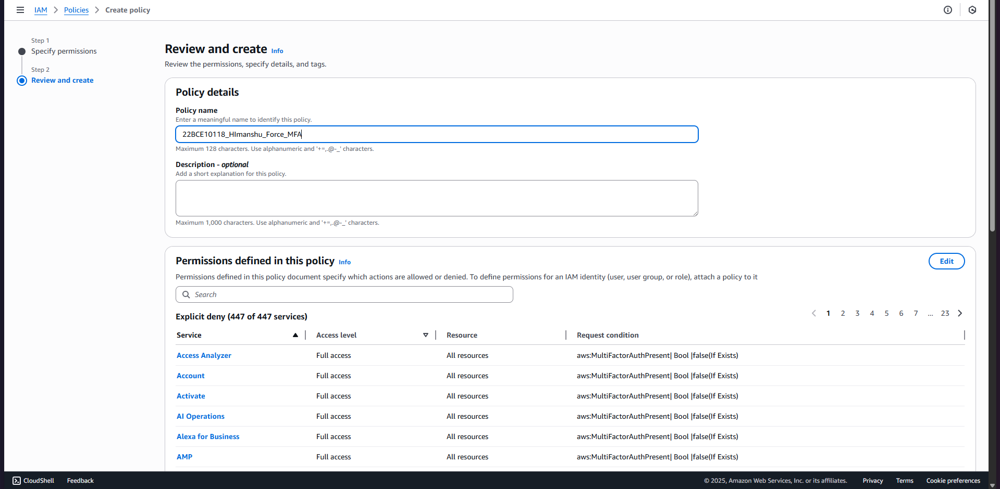 IAM > Policies > Create policy
Step 1
Specify permissions
Step 2
Review and create
Review and create Info
Review the permissions, specify details, and tags.
Policy details
Policy name
Enter a meaningful name to identify this policy.
22BCE10118_HImanshu_Force_MFA
Maximum 128 characters. Use alphanumeric and '+=,.@-_' characters.
Description - optional
Add a short explanation for this policy.
Maximum 1,000 characters. Use alphanumeric and '+=,.@-_' characters.
Permissions defined in this policy Info
Edit
Permissions defined in this policy document specify which actions are allowed or denied. To define permissions for an IAM identity (user, user group, or role), attach a policy to it
Search
Explicit deny (447 of 447 services)
1 2 3 4 5 6 7 ... 23
Service Access level Resource Request condition
Access Analyzer Full access All resources aws:MultiFactorAuthPresent| Bool |false(If Exists)
Account Full access All resources aws:MultiFactorAuthPresent| Bool |false(If Exists)
Activate Full access All resources aws:MultiFactorAuthPresent| Bool |false(If Exists)
AI Operations Full access All resources aws:MultiFactorAuthPresent| Bool |false(If Exists)
Alexa for Business Full access All resources aws:MultiFactorAuthPresent| Bool |false(If Exists)
AMP Full access All resources aws:MultiFactorAuthPresent| Bool |false(If Exists)
CloudShell Feedback © 2025, Amazon Web Services, Inc. or its affiliates. Privacy Terms Cookie preferences